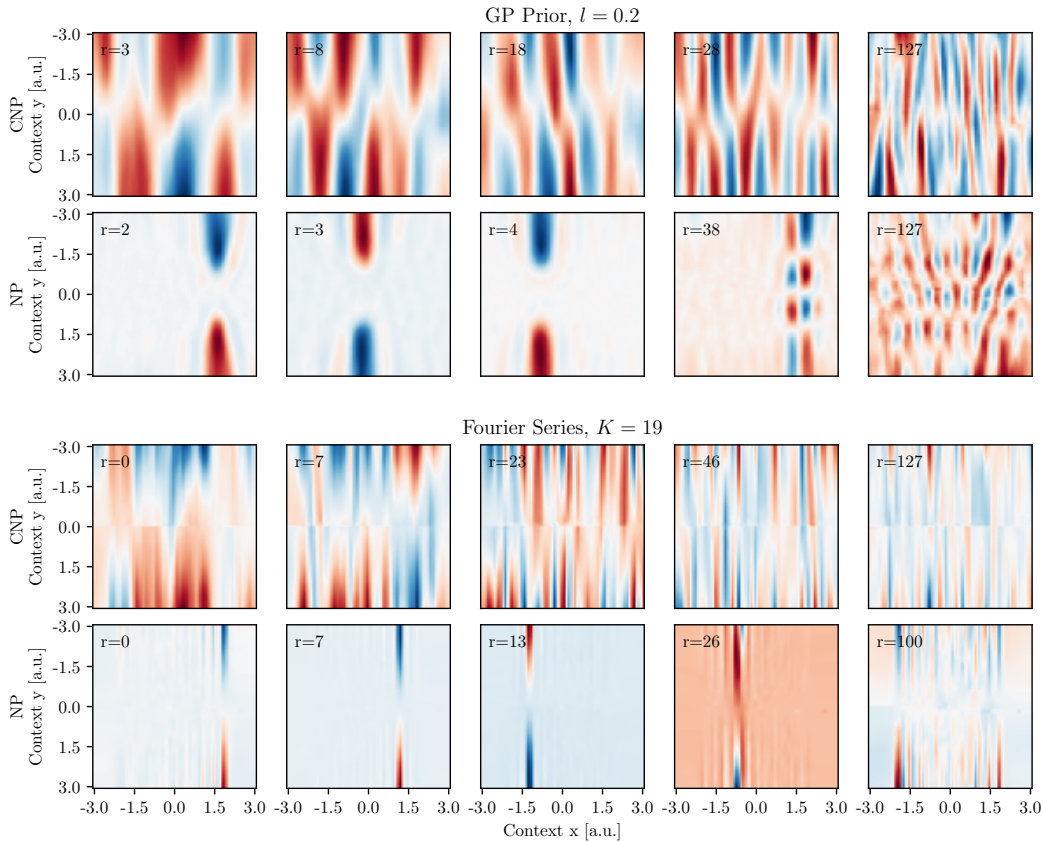 GP Prior, l = 0.2
CNP
Context y [a.u.]
-3.0
-1.5
0.0
1.5
3.0
r=3
r=8
r=18
r=28
r=127
NP
Context y [a.u.]
-3.0
-1.5
0.0
1.5
3.0
r=2
r=3
r=4
r=38
r=127
Fourier Series, K = 19
CNP
Context y [a.u.]
-3.0
-1.5
0.0
1.5
3.0
r=0
r=7
r=23
r=46
r=127
NP
Context y [a.u.]
-3.0
-1.5
0.0
1.5
3.0
r=0
r=7
r=13
r=26
r=100
-3.0 -1.5 0.0 1.5 3.0
-3.0 -1.5 0.0 1.5 3.0
-3.0 -1.5 0.0 1.5 3.0
-3.0 -1.5 0.0 1.5 3.0
-3.0 -1.5 0.0 1.5 3.0
Context x [a.u.]